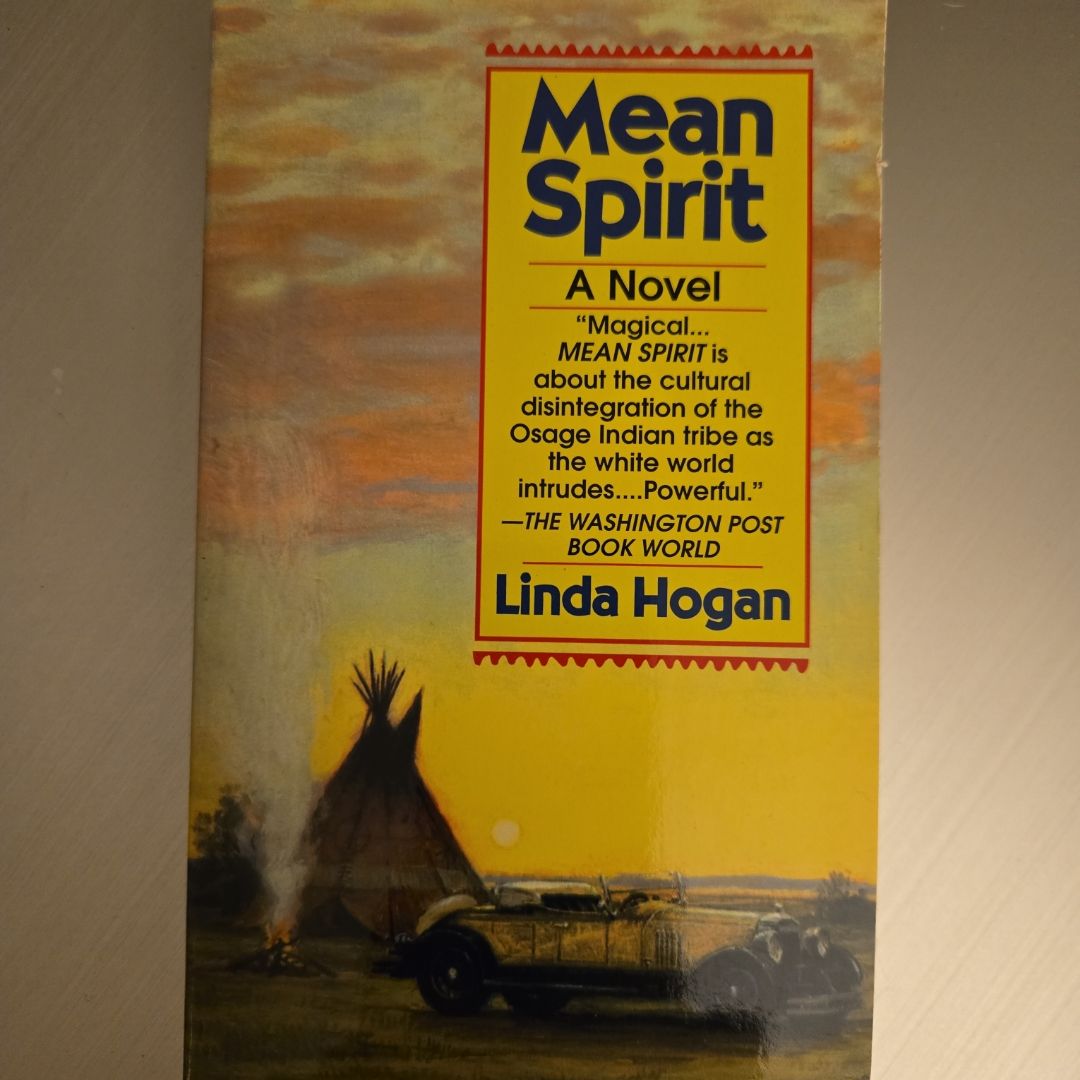 Mean
Spirit
A Novel
“Magical...
MEAN SPIRIT is
about the cultural
disintegration of the
Osage Indian tribe as
the white world
intrudes....Powerful.”
—THE WASHINGTON POST
BOOK WORLD
Linda Hogan